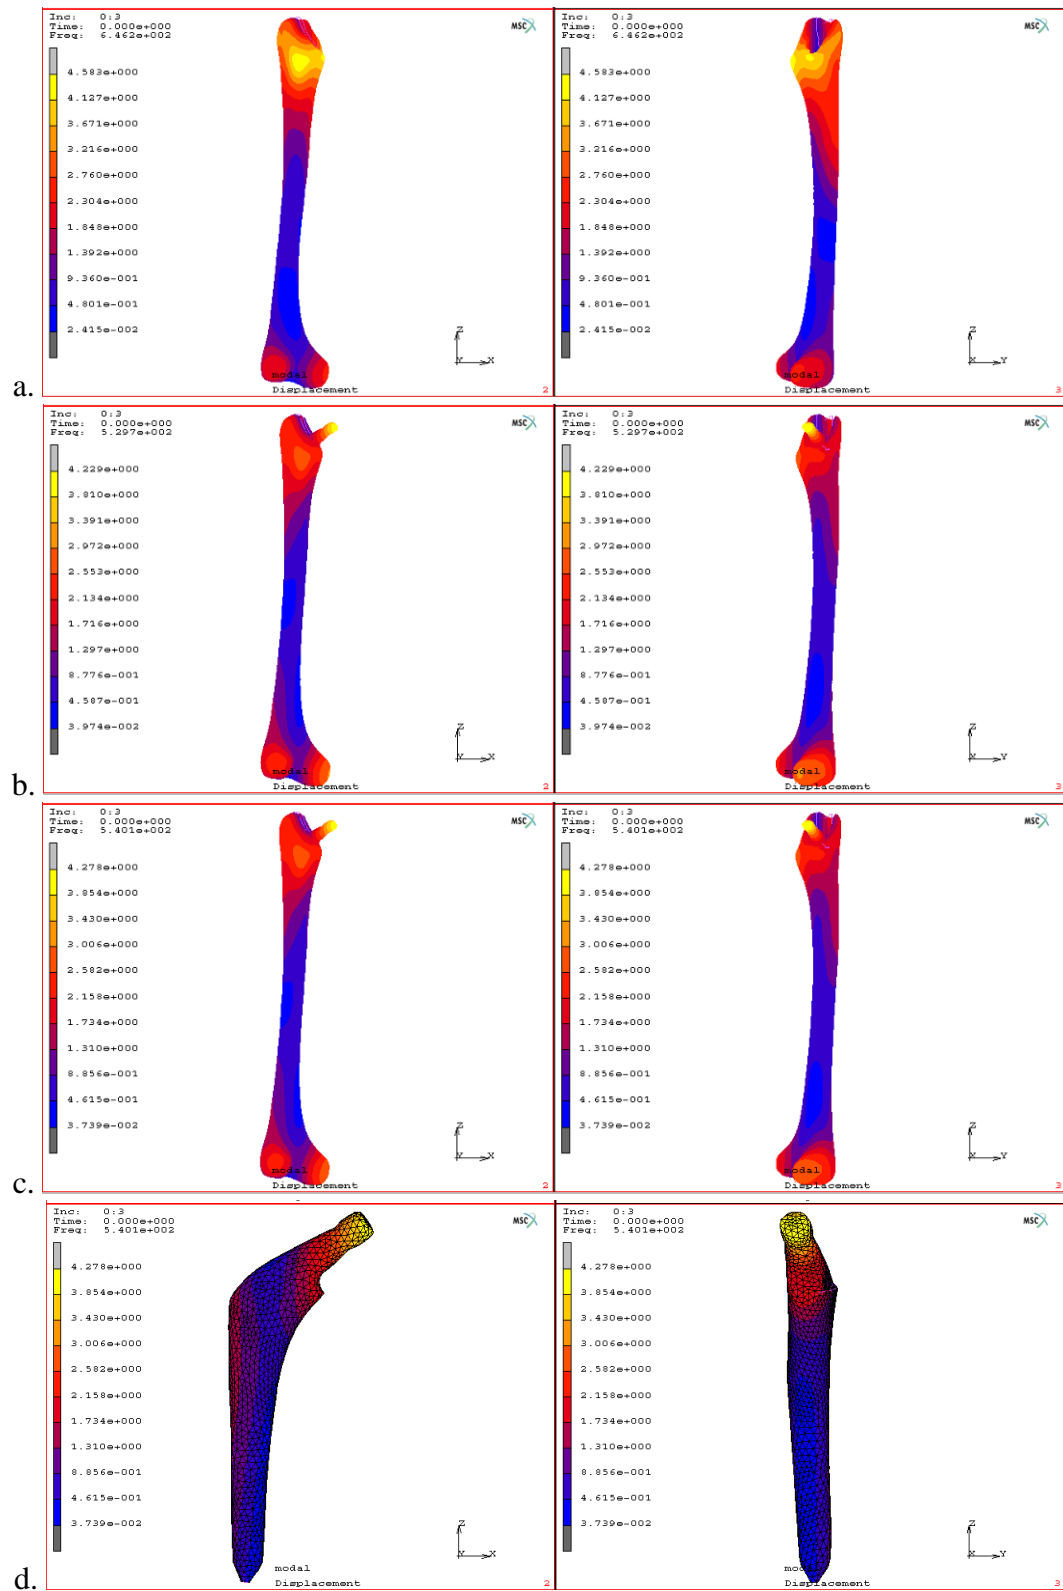 Inc: 0:3
Time: 0.000e+000
Freq: 6.462e+002
MSC
4.583e+000
4.127e+000
3.671e+000
3.216e+000
2.760e+000
2.304e+000
1.848e+000
1.392e+000
9.360e-001
4.801e-001
2.415e-002
Z
Y X
modal
Displacement
2
Inc: 0:3
Time: 0.000e+000
Freq: 6.462e+002
MSC
4.583e+000
4.127e+000
3.671e+000
3.216e+000
2.760e+000
2.304e+000
1.848e+000
1.392e+000
9.360e-001
4.801e-001
2.415e-002
Z
X Y
modal
Displacement
3
a.
Inc: 0:3
Time: 0.000e+000
Freq: 5.297e+002
MSC
4.229e+000
3.810e+000
3.391e+000
2.972e+000
2.553e+000
2.134e+000
1.716e+000
1.297e+000
8.776e-001
4.587e-001
3.974e-002
Z
Y X
modal
Displacement
2
Inc: 0:3
Time: 0.000e+000
Freq: 5.297e+002
MSC
4.229e+000
3.810e+000
3.391e+000
2.972e+000
2.553e+000
2.134e+000
1.716e+000
1.297e+000
8.776e-001
4.587e-001
3.974e-002
Z
X Y
modal
Displacement
3
b.
Inc: 0:3
Time: 0.000e+000
Freq: 5.401e+002
MSC
4.278e+000
3.854e+000
3.430e+000
3.006e+000
2.582e+000
2.158e+000
1.734e+000
1.310e+000
8.856e-001
4.615e-001
3.739e-002
Z
Y X
modal
Displacement
2
Inc: 0:3
Time: 0.000e+000
Freq: 5.401e+002
MSC
4.278e+000
3.854e+000
3.430e+000
3.006e+000
2.582e+000
2.158e+000
1.734e+000
1.310e+000
8.856e-001
4.615e-001
3.739e-002
Z
X Y
modal
Displacement
3
c.
Inc: 0:3
Time: 0.000e+000
Freq: 5.401e+002
MSC
4.278e+000
3.854e+000
3.430e+000
3.006e+000
2.582e+000
2.158e+000
1.734e+000
1.310e+000
8.856e-001
4.615e-001
3.739e-002
Z
Y X
modal
Displacement
2
Inc: 0:3
Time: 0.000e+000
Freq: 5.401e+002
MSC
4.278e+000
3.854e+000
3.430e+000
3.006e+000
2.582e+000
2.158e+000
1.734e+000
1.310e+000
8.856e-001
4.615e-001
3.739e-002
Z
X Y
modal
Displacement
3
d.